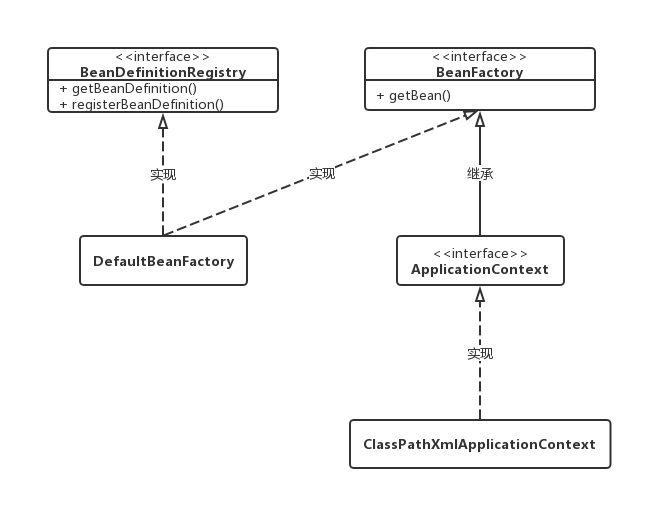 <<interface>>
BeanDefinitionRegistry
+ getBeanDefinition()
+ registerBeanDefinition()
<<interface>>
BeanFactory
+ getBean()
实现
实现
继承
DefaultBeanFactory
<<interface>>
ApplicationContext
实现
ClassPathXmlApplicationContext